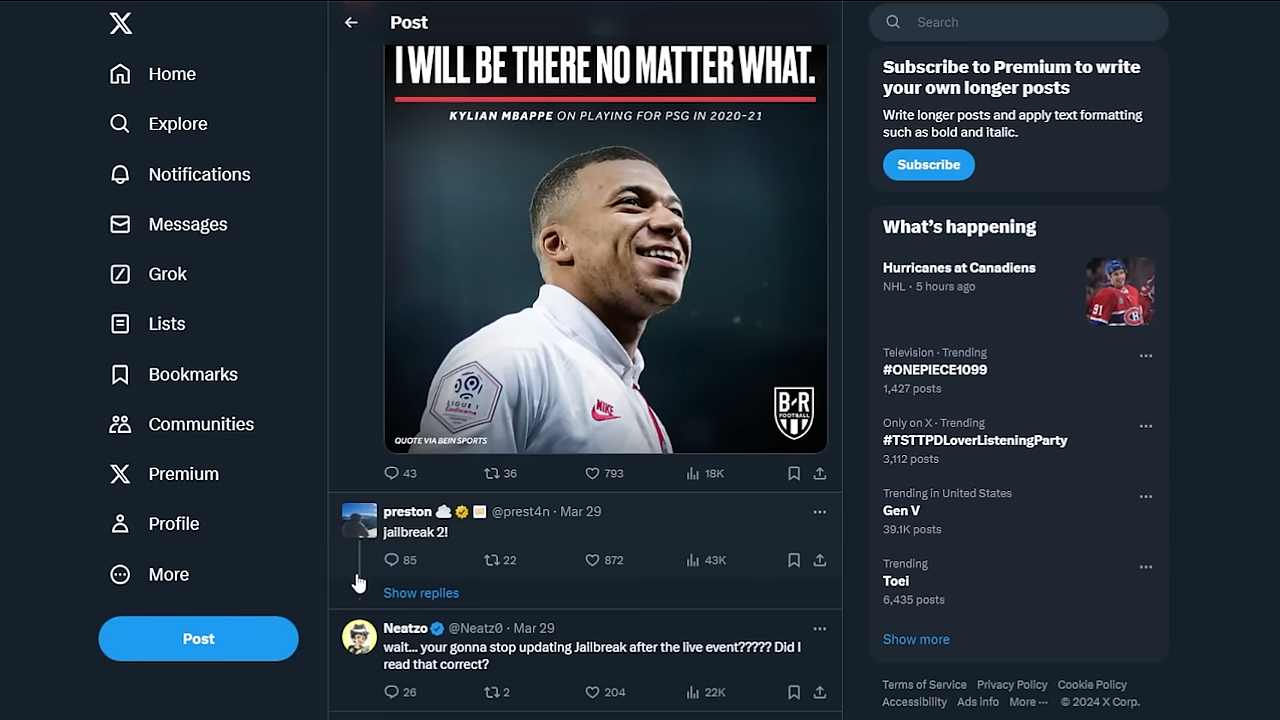 Home
Explore
Notifications
Messages
Grok
Lists
Bookmarks
Communities
Premium
Profile
More
Post
Post
I WILL BE THERE NO MATTER WHAT.
KYLIAN MBAPPE ON PLAYING FOR PSG IN 2020-21
LIGUE 1
Conforama
NIKE
B R
FOOTBALL
QUOTE VIA BEIN SPORTS
43 36 793 18K
preston @prest4n · Mar 29
jailbreak 2!
85 22 872 43K
Show replies
Neatzo @Neatz0 · Mar 29
wait... your gonna stop updating Jailbreak after the live event????? Did I
read that correct?
26 2 204 22K
Search
Subscribe to Premium to write
your own longer posts
Write longer posts and apply text formatting
such as bold and italic.
Subscribe
What's happening
Hurricanes at Canadiens
NHL · 5 hours ago
91
Television · Trending
#ONEPIECE1099
1,427 posts
Only on X · Trending
#TSTTPDLoverListeningParty
3,112 posts
Trending in United States
Gen V
39.1K posts
Trending
Toei
6,435 posts
Show more
Terms of Service Privacy Policy Cookie Policy
Accessibility Ads info More ··· © 2024 X Corp.